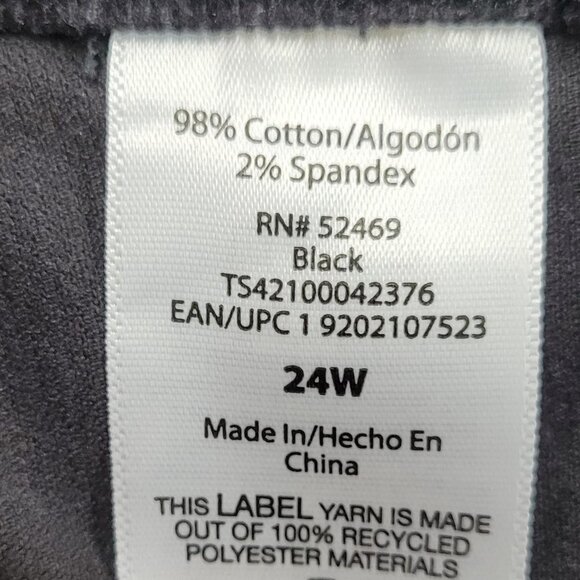 98% Cotton/Algodón
2% Spandex
RN# 52469
Black
TS42100042376
EAN/UPC 1 9202107523
24W
Made In/Hecho En
China
THIS LABEL YARN IS MADE
OUT OF 100% RECYCLED
POLYESTER MATERIALS